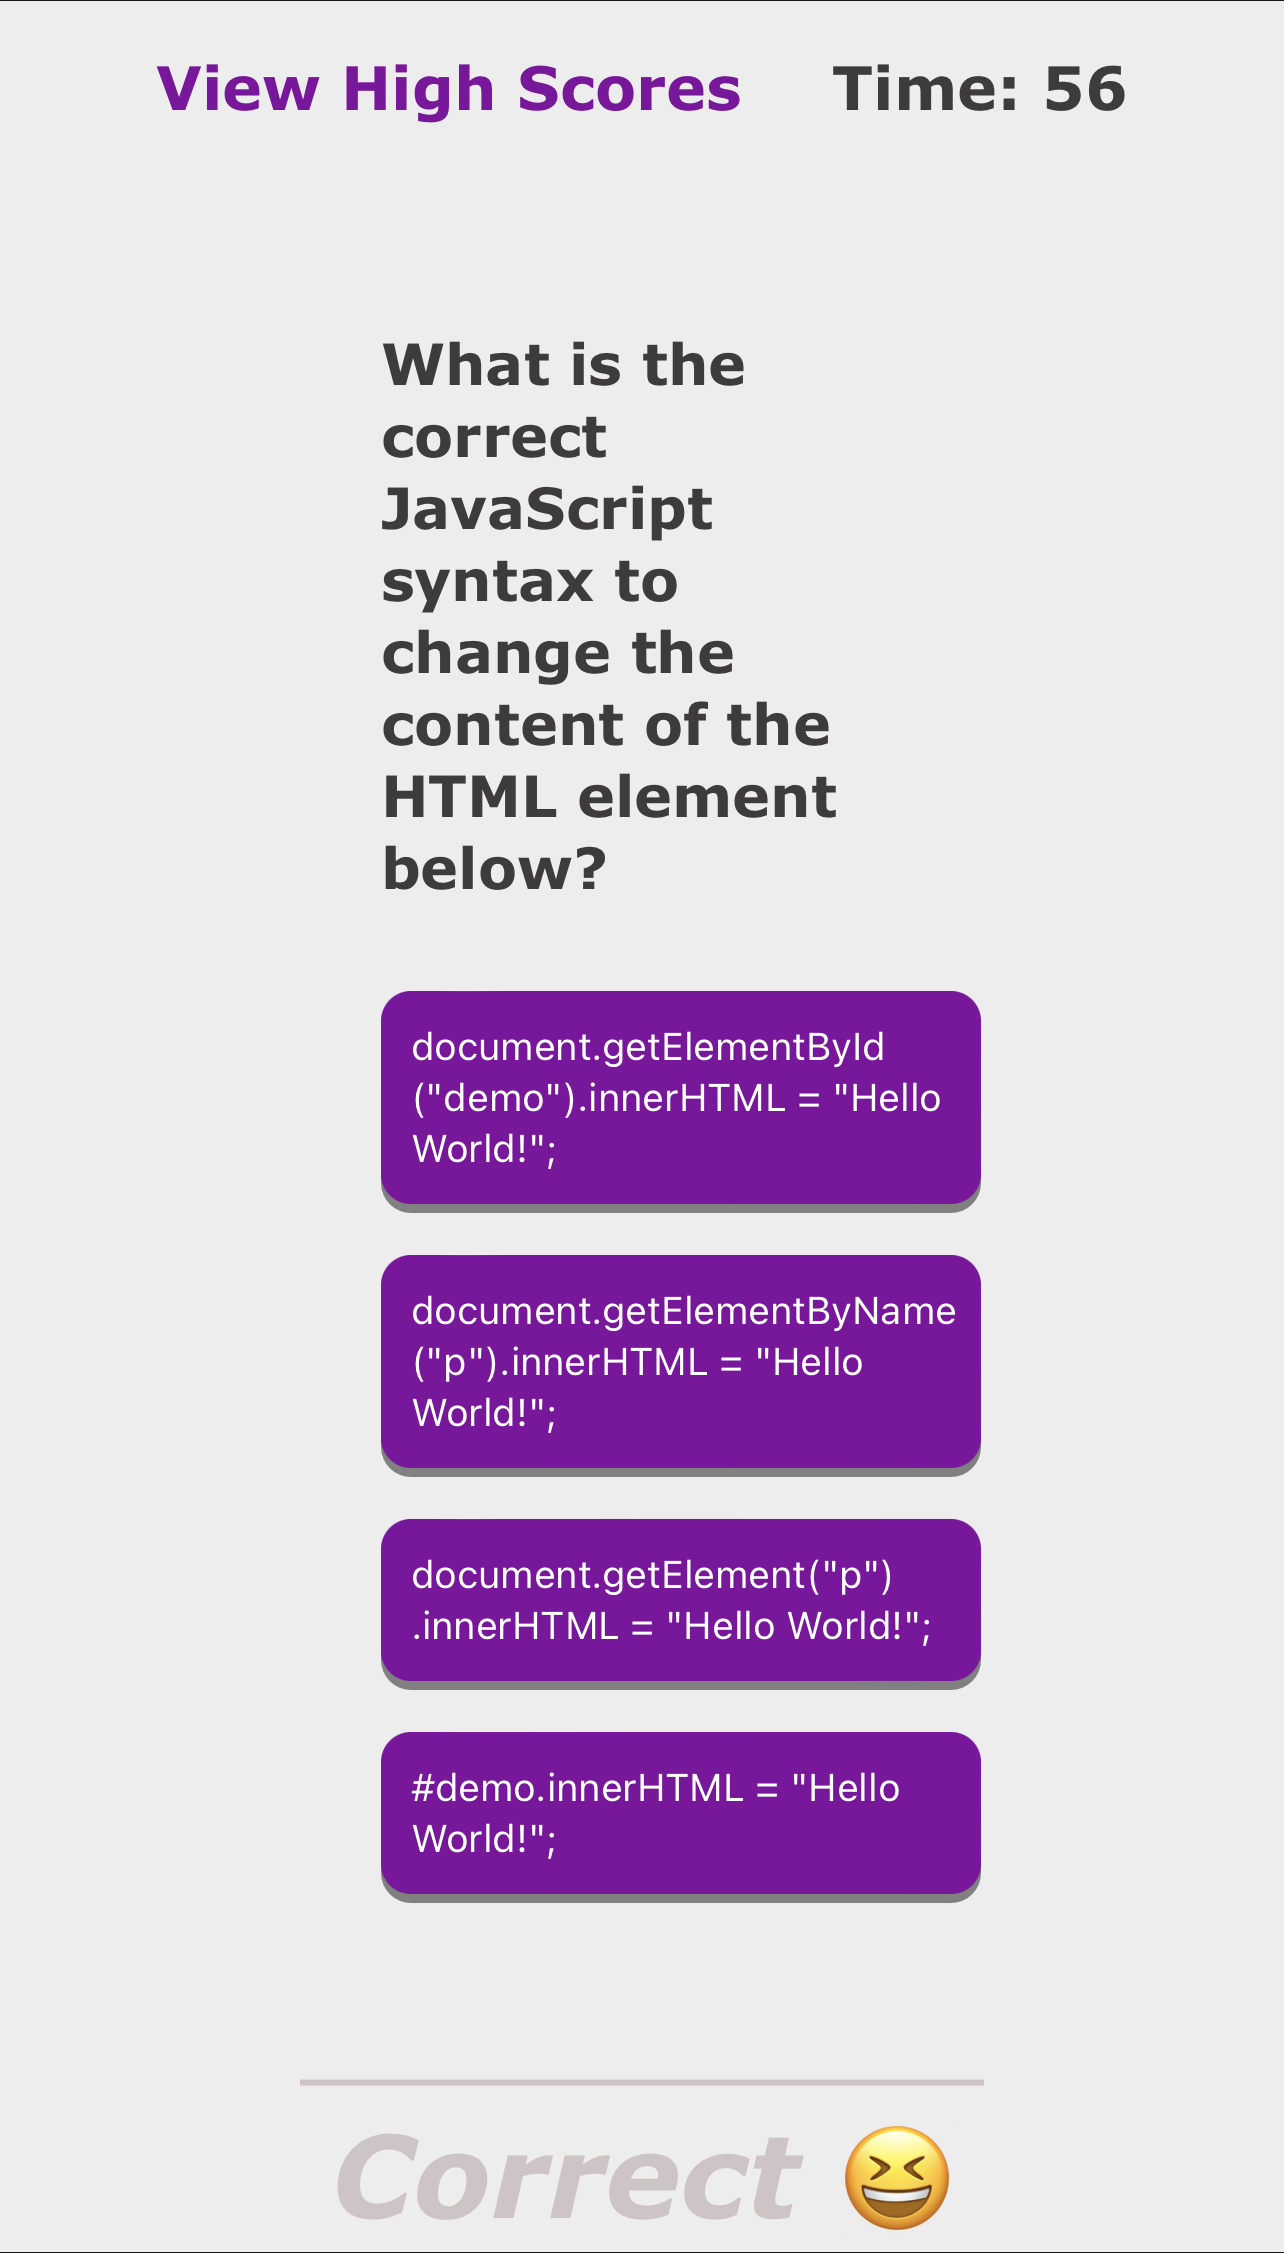 View High Scores Time: 56
What is the
correct
JavaScript
syntax to
change the
content of the
HTML element
below?
document.getElementById
("demo").innerHTML = "Hello
World!";
document.getElementByName
("p").innerHTML = "Hello
World!";
document.getElement("p")
.innerHTML = "Hello World!";
#demo.innerHTML = "Hello
World!";
Correct 😆